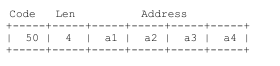 Code Len Address
+-----+-----+-----+-----+-----+-----+
| 50 | 4 | a1 | a2 | a3 | a4 |
+-----+-----+-----+-----+-----+-----+